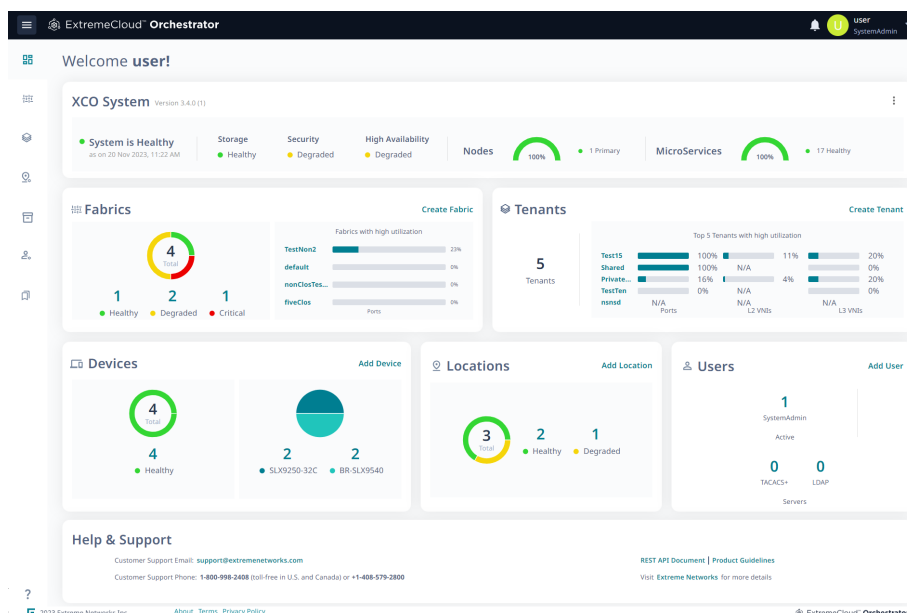 ExtremeCloud™ Orchestrator
user
SystemAdmin
Welcome user!
XCO System Version 3.4.0 (1)
System is Healthy
as on 20 Nov 2023, 11:22 AM
Storage
Healthy
Security
Degraded
High Availability
Degraded
Nodes
100%
1 Primary
MicroServices
100%
17 Healthy
Fabrics
Create Fabric
4
Total
1 2 1
Healthy Degraded Critical
Fabrics with high utilization
TestNon2 23%
default 0%
nonClosTes... 0%
fiveClos 0%
Ports
Tenants
Create Tenant
5
Tenants
Top 5 Tenants with high utilization
Test15 100% 11% 20%
Shared 100% N/A 0%
Private... 16% 4% 20%
TestTen 0% N/A 0%
nsnsd N/A N/A N/A
Ports L2 VNIs L3 VNIs
Devices
Add Device
4
Total
4
Healthy
2 2
SLX9250-32C BR-SLX9540
Locations
Add Location
3
Total
2 1
Healthy Degraded
Users
Add User
1
SystemAdmin
Active
0 0
TACACS+ LDAP
Servers
Help & Support
Customer Support Email: support@extremenetworks.com
Customer Support Phone: 1-800-998-2408 (toll-free in U.S. and Canada) or +1-408-579-2800
REST API Document | Product Guidelines
Visit Extreme Networks for more details
?
2023 Extreme Networks Inc
About Terms Privacy Policy
ExtremeCloud™ Orchestrator